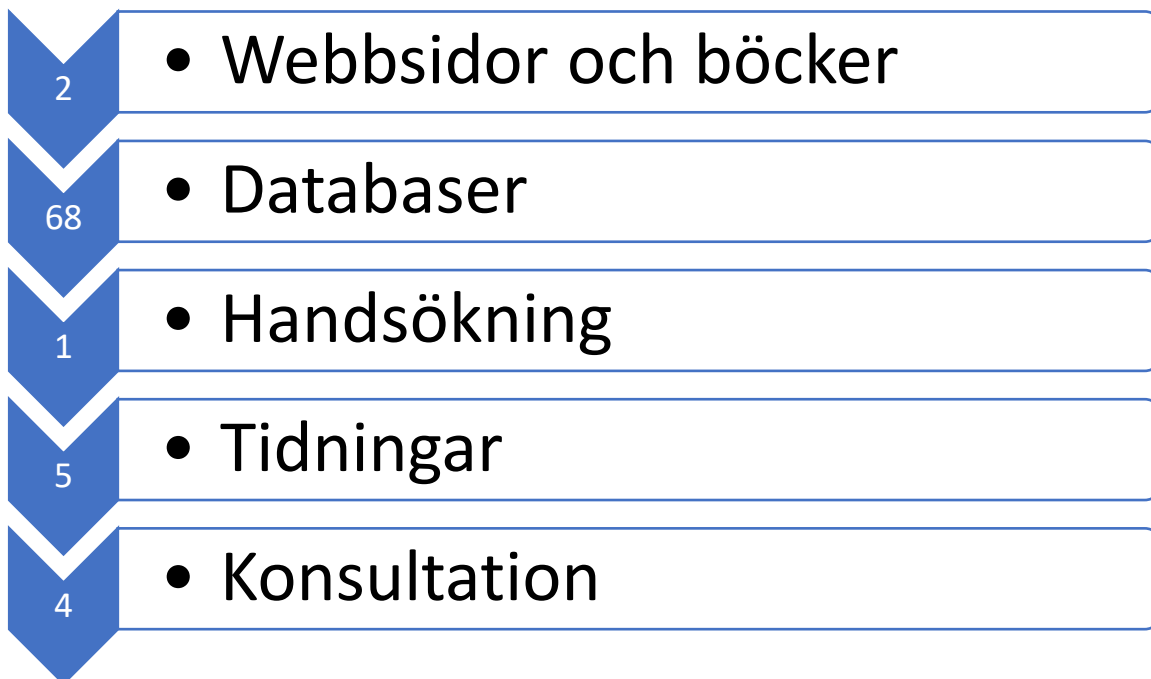 2
• Webbsidor och böcker
68
• Databaser
1
• Handsökning
5
• Tidningar
4
• Konsultation